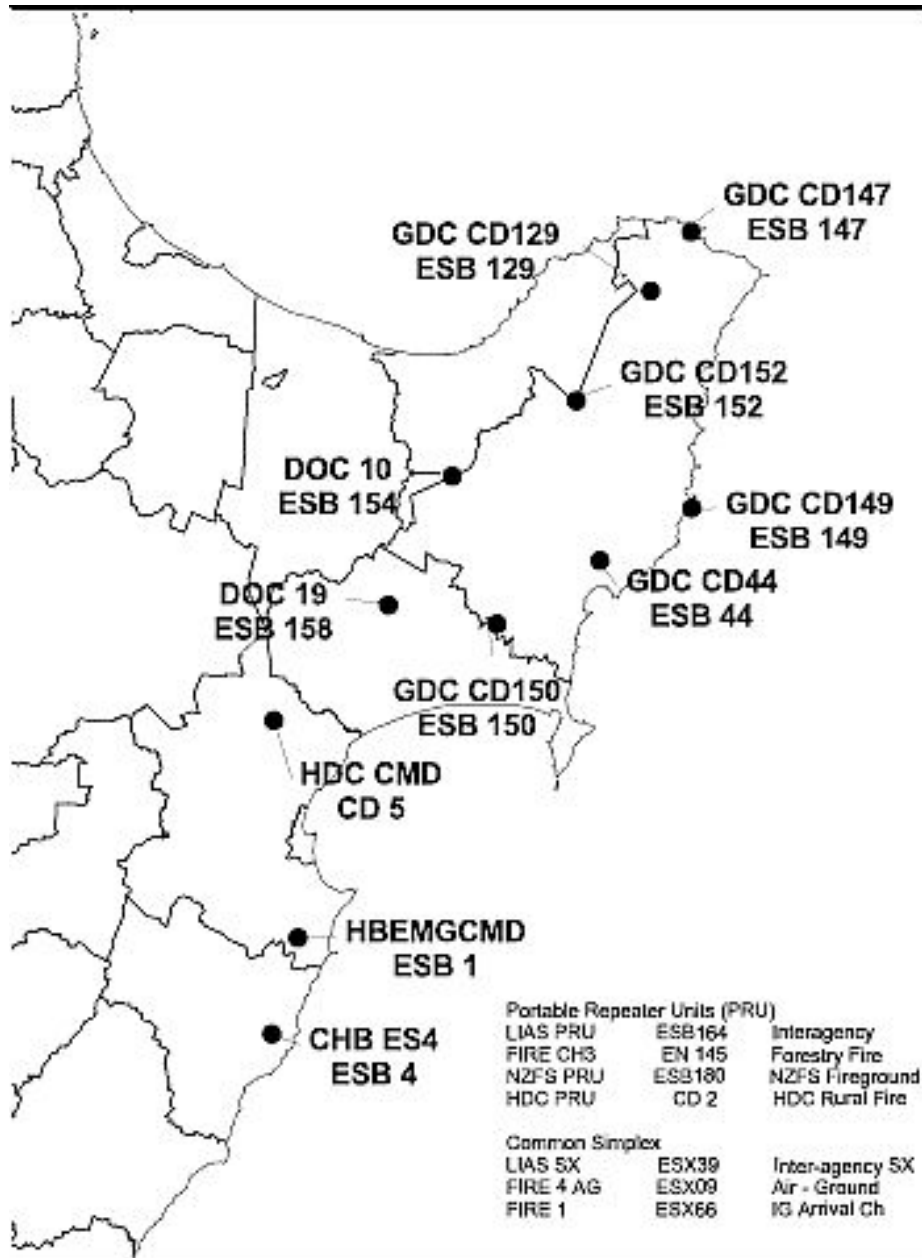 GDC CD147
ESB 147
GDC CD129
ESB 129
GDC CD152
ESB 152
DOC 10
ESB 154
GDC CD149
ESB 149
GDC CD44
ESB 44
DOC 19
ESB 158
GDC CD150
ESB 150
HDC CMD
CD 5
HBEMGCMD
ESB 1
CHB ES4
ESB 4
Portable Repeater Units (PRU)
LIAS PRU ESB164 Interagency
FIRE CH3 EN 145 Forestry Fire
NZFS PRU ESB180 NZFS Fireground
HDC PRU CD 2 HDC Rural Fire
Common Simplex
LIAS SX ESX39 Inter-agency SX
FIRE 4 AG ESX09 Air - Ground
FIRE 1 ESX66 IG Arrival Ch